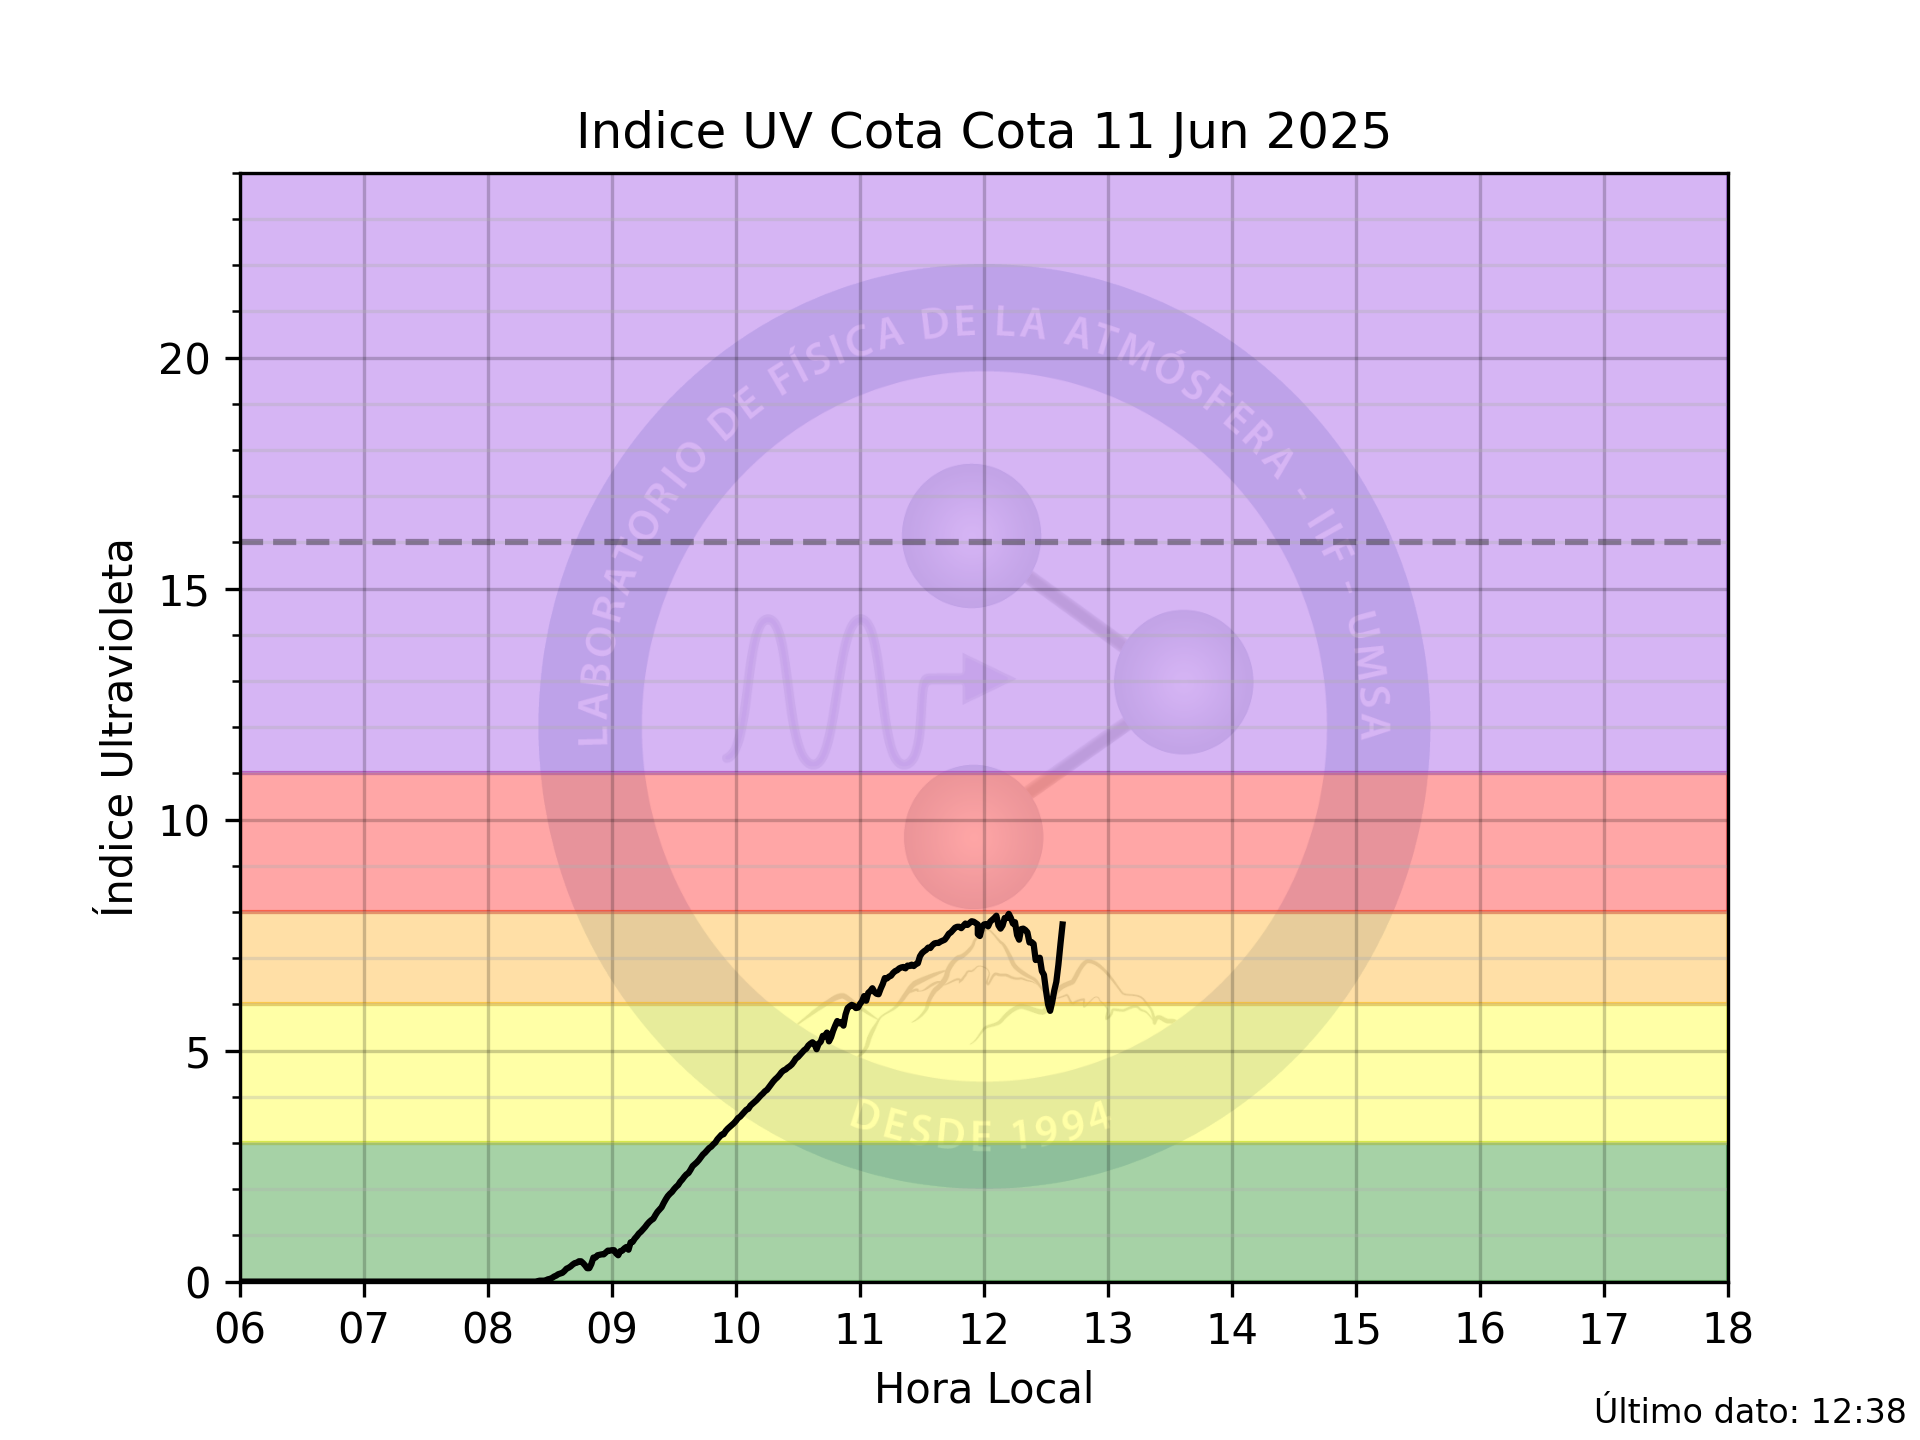 Indice UV Cota Cota 11 Jun 2025
Índice Ultravioleta
20
15
10
5
0
LABORATORIO DE FÍSICA DE LA ATMÓSFERA - IIF - UMSA
DESDE 1994
06 07 08 09 10 11 12 13 14 15 16 17 18
Hora Local
Último dato: 12:38